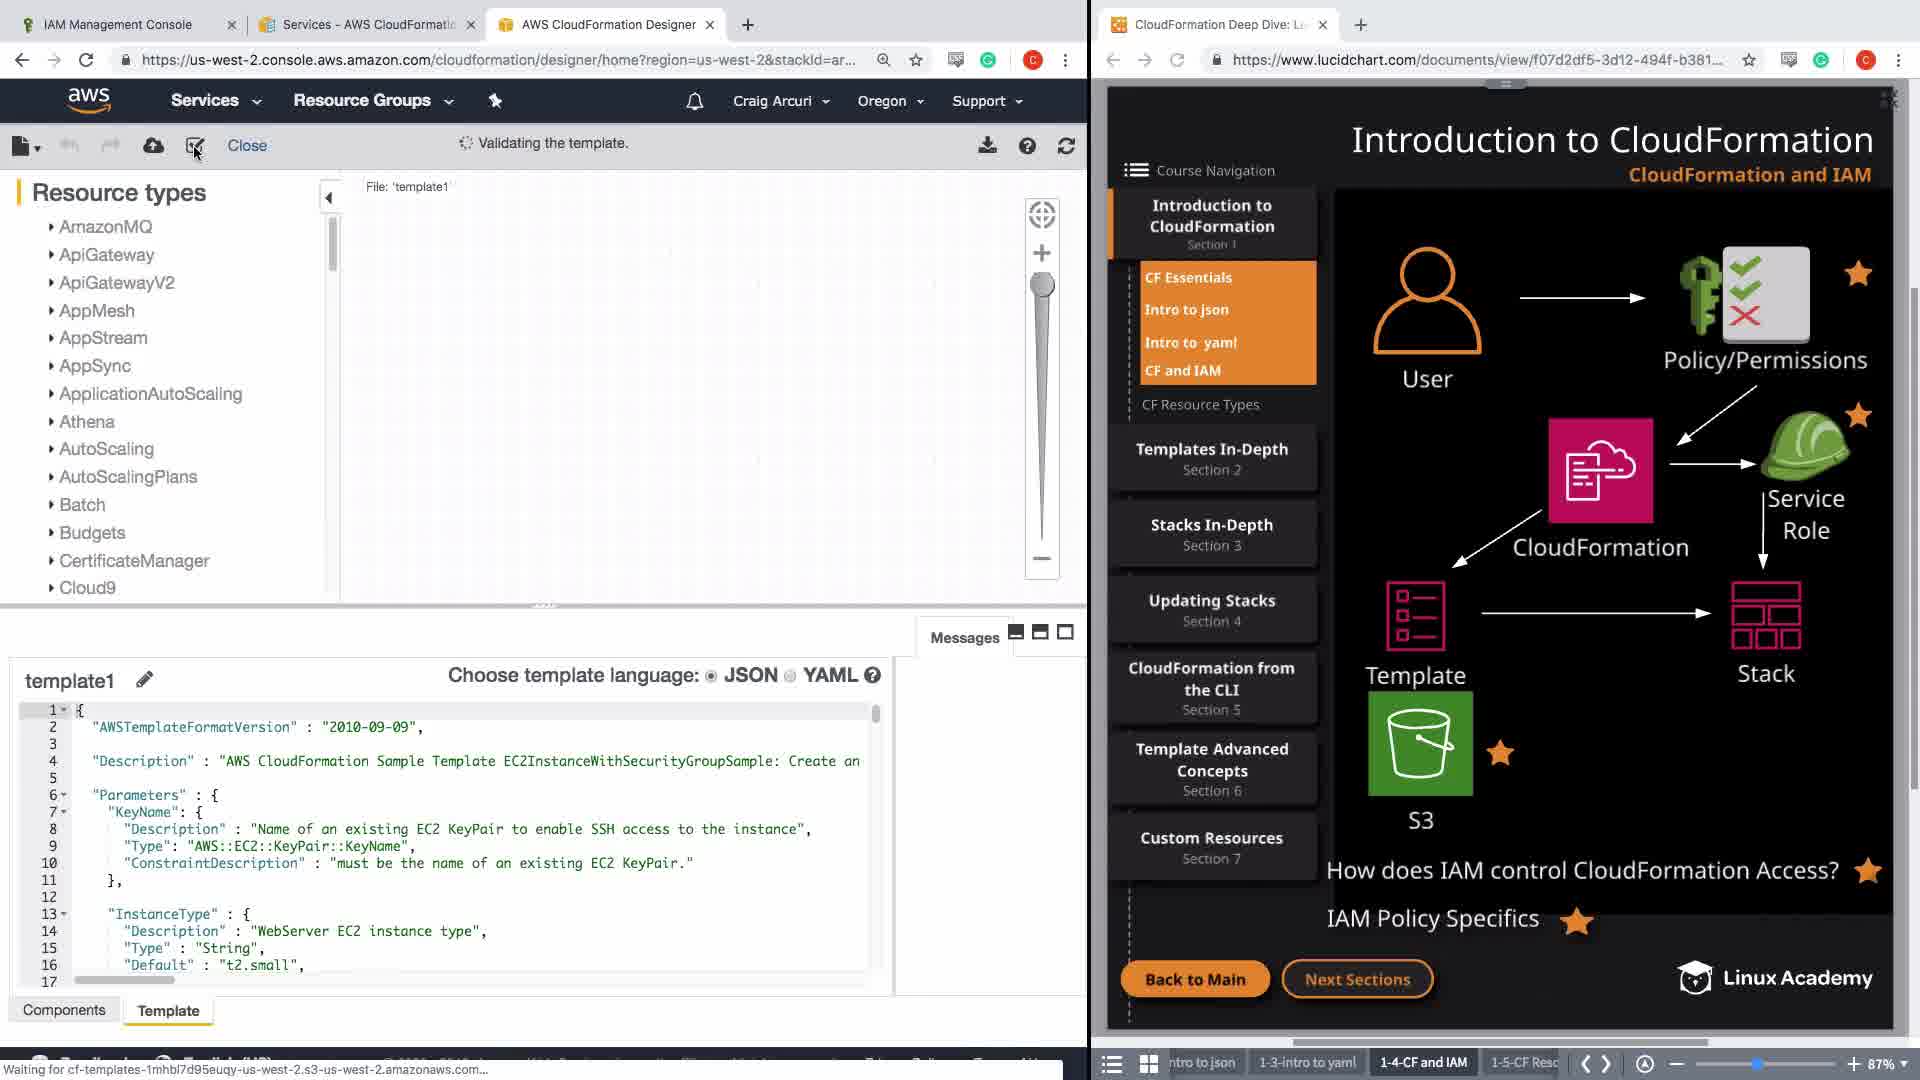 IAM Management Console
Services - AWS CloudFormatic
AWS CloudFormation Designer
CloudFormation Deep Dive: Le
https://us-west-2.console.aws.amazon.com/cloudformation/designer/home?region=us-west-2&stackId=ar...
https://www.lucidchart.com/documents/view/f07d2df5-3d12-494f-b381...
aws
Services
Resource Groups
Craig Arcuri
Oregon
Support
Close
Validating the template.
Resource types
AmazonMQ
ApiGateway
ApiGatewayV2
AppMesh
AppStream
AppSync
ApplicationAutoScaling
Athena
AutoScaling
AutoScalingPlans
Batch
Budgets
CertificateManager
Cloud9
File: 'template1'
Messages
template1
Choose template language: JSON YAML
1 {
2 "AWSTemplateFormatVersion" : "2010-09-09",
3
4 "Description" : "AWS CloudFormation Sample Template EC2InstanceWithSecurityGroupSample: Create an
5
6 "Parameters" : {
7 "KeyName": {
8 "Description" : "Name of an existing EC2 KeyPair to enable SSH access to the instance",
9 "Type": "AWS::EC2::KeyPair::KeyName",
10 "ConstraintDescription" : "must be the name of an existing EC2 KeyPair."
11 },
12
13 "InstanceType" : {
14 "Description" : "WebServer EC2 instance type",
15 "Type" : "String",
16 "Default" : "t2.small",
17
Components
Template
Waiting for cf-templates-1mhbl7d95euqy-us-west-2.s3-us-west-2.amazonaws.com...
Introduction to CloudFormation
CloudFormation and IAM
Course Navigation
Introduction to
CloudFormation
Section 1
CF Essentials
Intro to json
Intro to yaml
CF and IAM
CF Resource Types
Templates In-Depth
Section 2
Stacks In-Depth
Section 3
Updating Stacks
Section 4
CloudFormation from
the CLI
Section 5
Template Advanced
Concepts
Section 6
Custom Resources
Section 7
User
Policy/Permissions
CloudFormation
Service
Role
Template
Stack
S3
How does IAM control CloudFormation Access?
IAM Policy Specifics
Back to Main
Next Sections
Linux Academy
ntro to json
1-3-intro to yaml
1-4-CF and IAM
1-5-CF Resc
87%